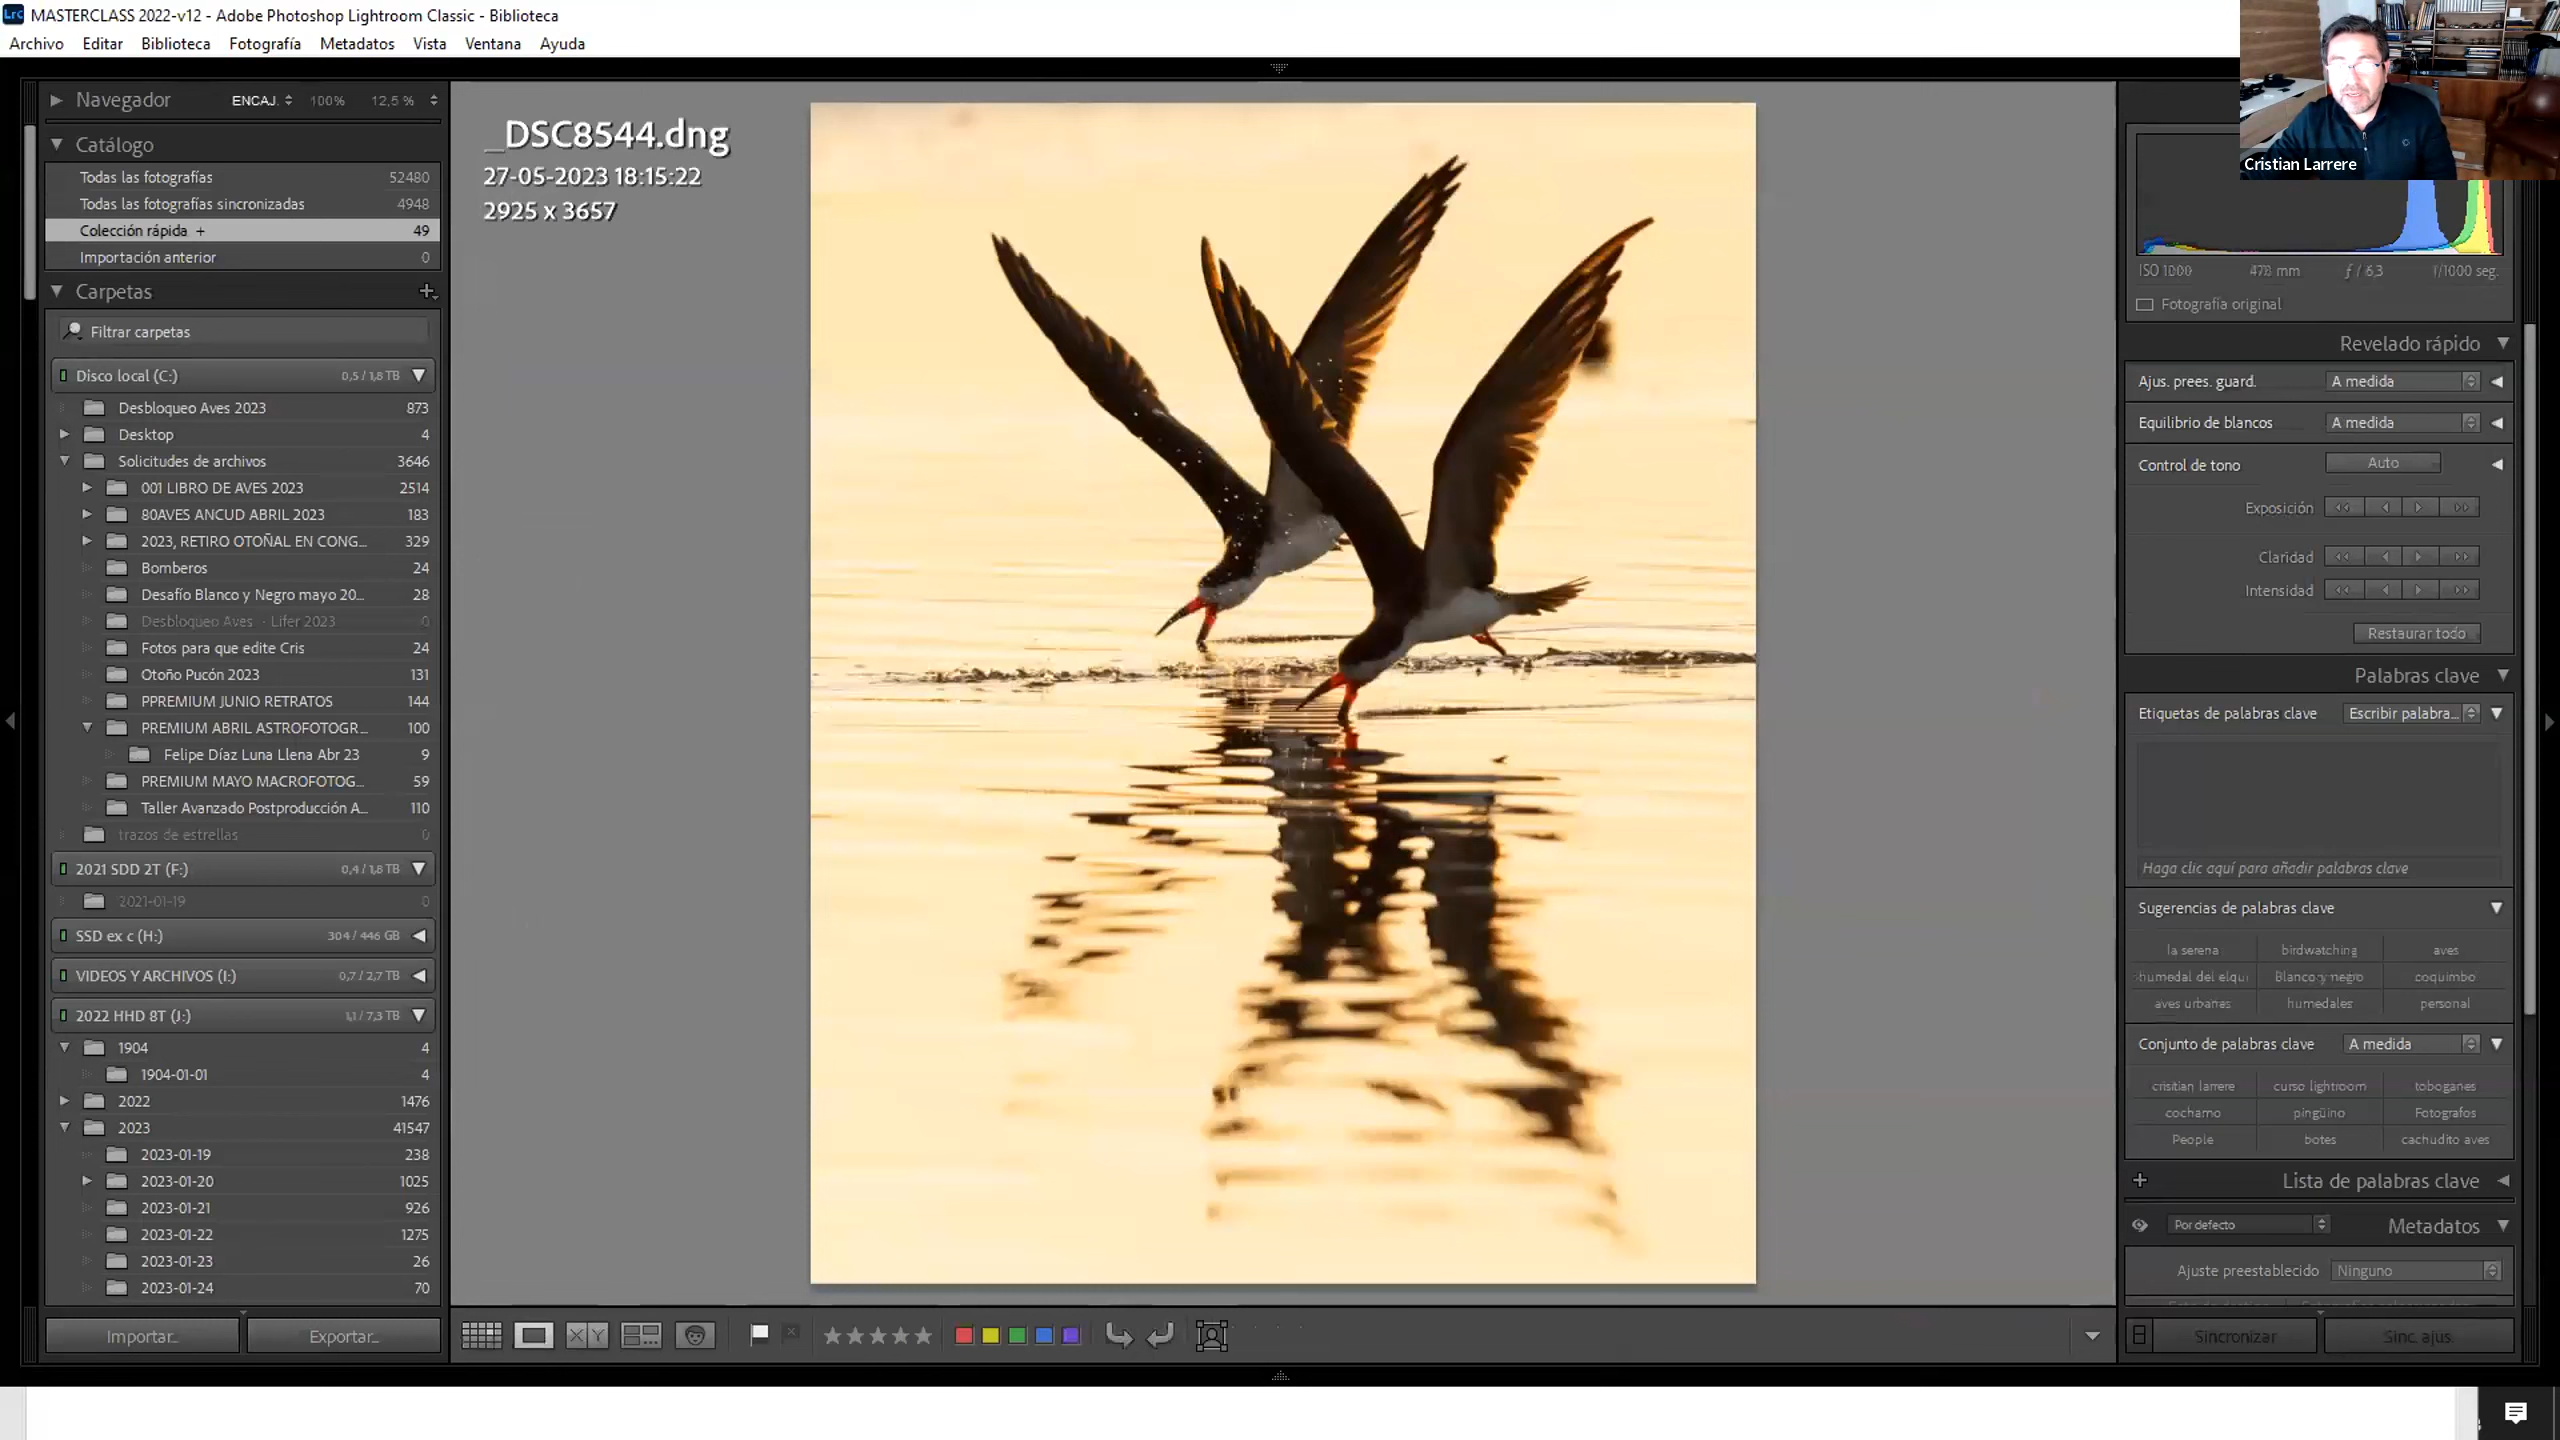 MASTERCLASS 2022-v12 - Adobe Photoshop Lightroom Classic - Biblioteca
Archivo Editar Biblioteca Fotografía Metadatos Vista Ventana Ayuda
Navegador ENCAJ. 100% 12,5 %
Catálogo
Todas las fotografías 52480
Todas las fotografías sincronizadas 4948
Colección rápida + 49
Importación anterior 0
Carpetas
Filtrar carpetas
Disco local (C:) 0,5 / 1,8 TB
Desbloqueo Aves 2023 873
Desktop 4
Solicitudes de archivos 3646
001 LIBRO DE AVES 2023 2514
80AVES ANCUD ABRIL 2023 183
2023, RETIRO OTOÑAL EN CONG... 329
Bomberos 24
Desafío Blanco y Negro mayo 20... 28
Desbloqueo Aves - Lifer 2023 0
Fotos para que edite Cris 24
Otoño Pucón 2023 131
PPREMIUM JUNIO RETRATOS 144
PREMIUM ABRIL ASTROFOTOGR... 100
Felipe Díaz Luna Llena Abr 23 9
PREMIUM MAYO MACROFOTOG... 59
Taller Avanzado Postproducción A... 110
trazos de estrellas 0
2021 SDD 2T (F:) 0,4 / 1,8 TB
2021-01-19 0
SSD ex c (H:) 304 / 446 GB
VIDEOS Y ARCHIVOS (I:) 0,7 / 2,7 TB
2022 HHD 8T (J:) 1,1 / 7,3 TB
1904 4
1904-01-01 4
2022 1476
2023 41547
2023-01-19 238
2023-01-20 1025
2023-01-21 926
2023-01-22 1275
2023-01-23 26
2023-01-24 70
Importar... Exportar...
_DSC8544.dng
27-05-2023 18:15:22
2925 x 3657
Cristian Larrere
ISO 1000 478 mm ƒ / 6,3 1/1000 seg.
Fotografía original
Revelado rápido
Ajus. prees. guard. A medida
Equilibrio de blancos A medida
Control de tono Auto
Exposición
Claridad
Intensidad
Restaurar todo
Palabras clave
Etiquetas de palabras clave Escribir palabra...
Haga clic aquí para añadir palabras clave
Sugerencias de palabras clave
la serena birdwatching aves
humedal del elqui Blanco y negro coquimbo
aves urbanas humedales personal
Conjunto de palabras clave A medida
crisitian larrere curso lightroom toboganes
cochamo pingüino Fotografos
People botes cachudito aves
+ Lista de palabras clave
Por defecto Metadatos
Ajuste preestablecido Ninguno
Sincronizar Sinc. ajus.